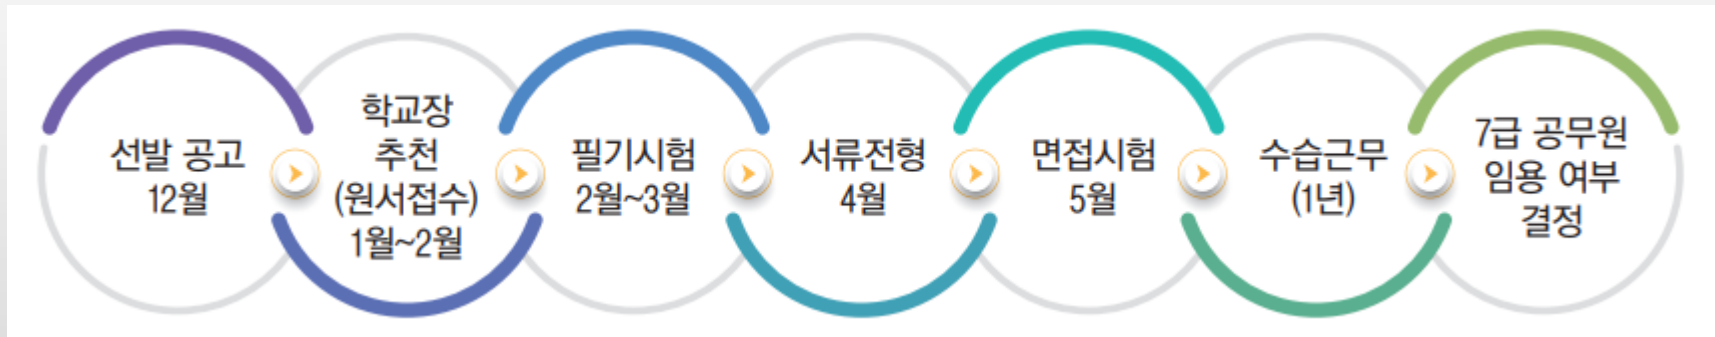 선발 공고
12월
학교장
추천
(원서접수)
1월~2월
필기시험
2월~3월
서류전형
4월
면접시험
5월
수습근무
(1년)
7급 공무원
임용 여부
결정